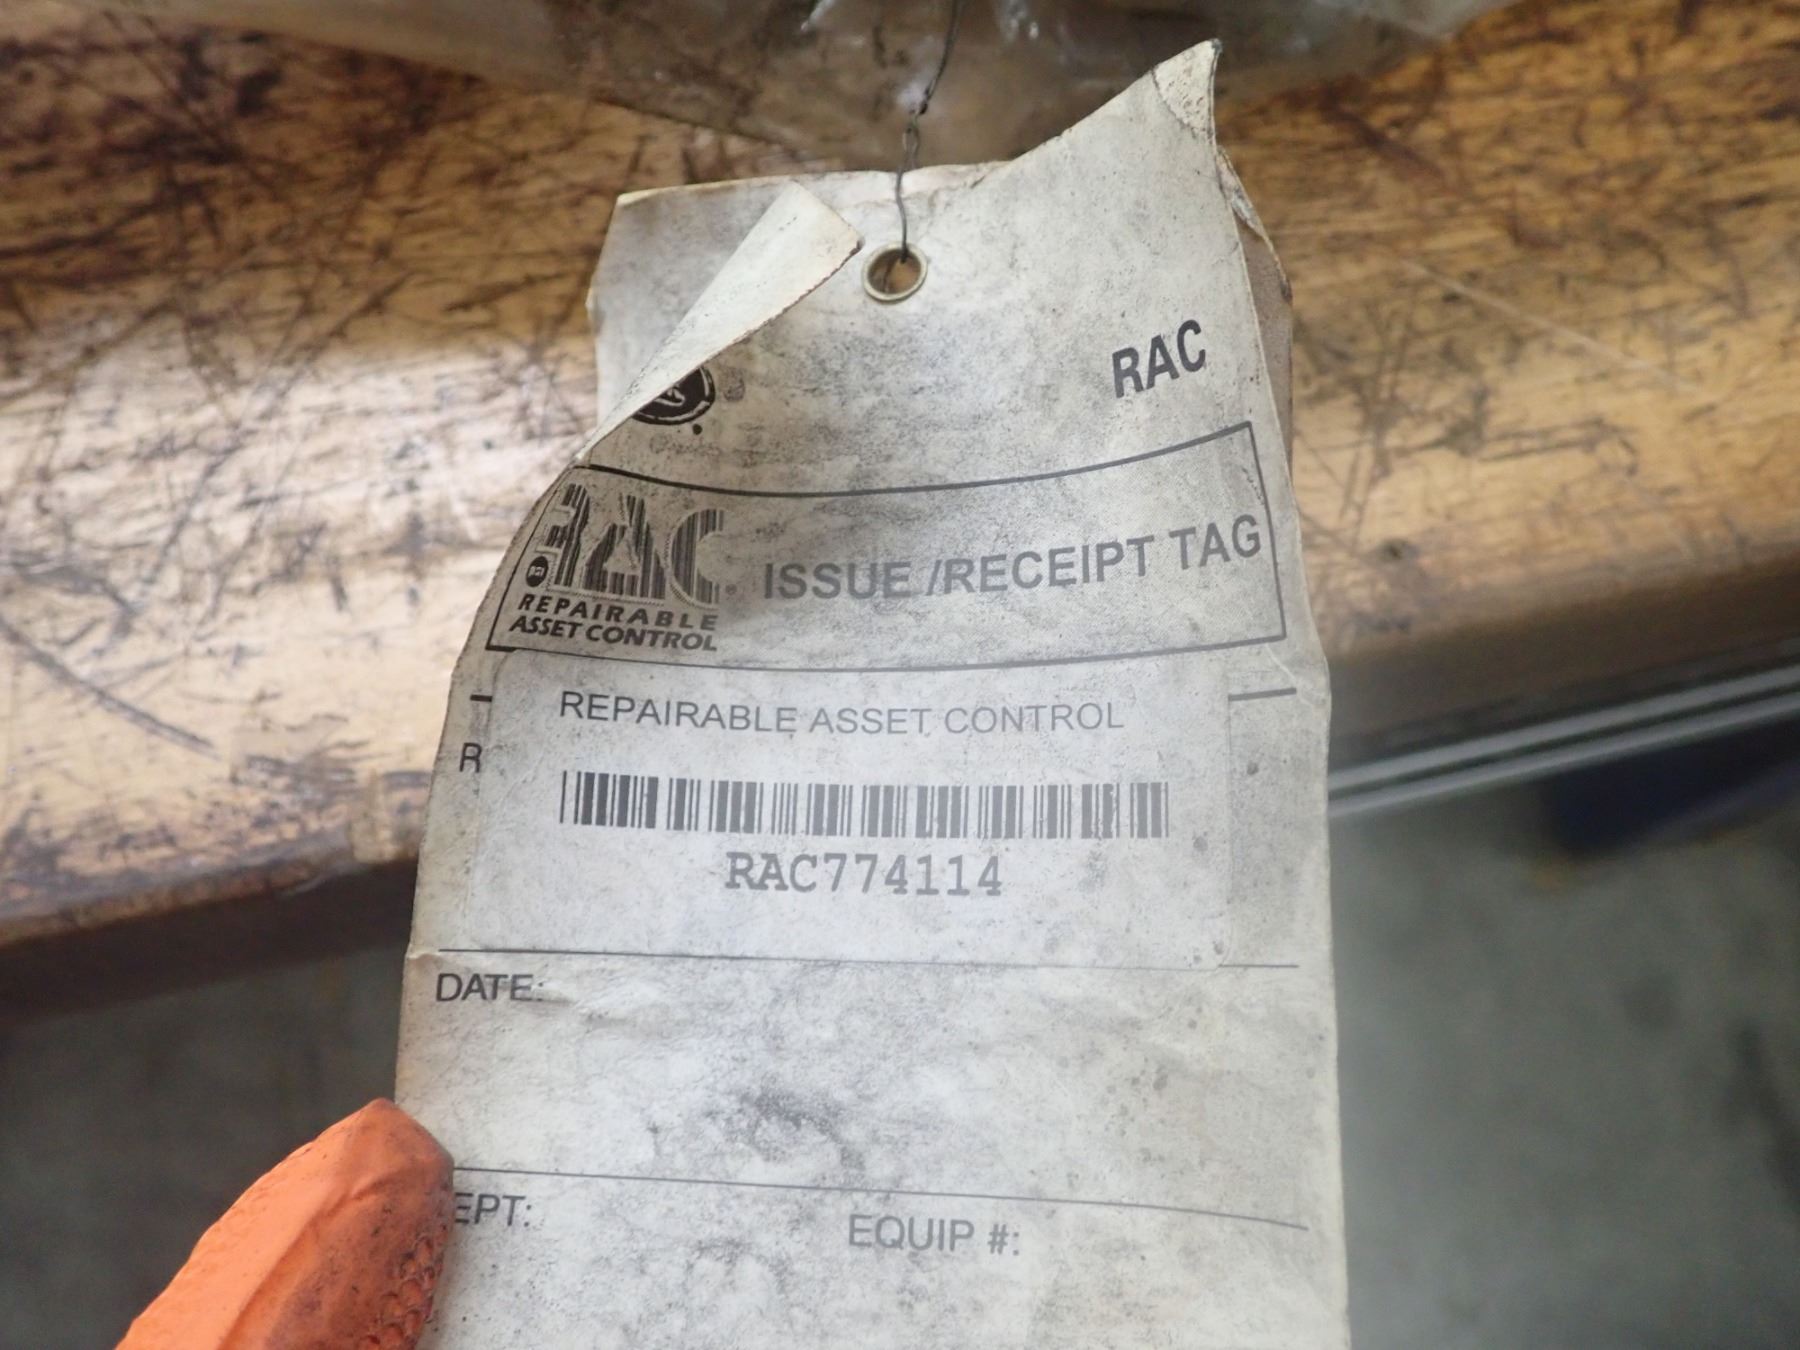 RAC
RAC
REPAIRABLE
ASSET CONTROL
ISSUE /RECEIPT TAG
REPAIRABLE ASSET CONTROL
R
RAC774114
DATE:
EPT:
EQUIP #: